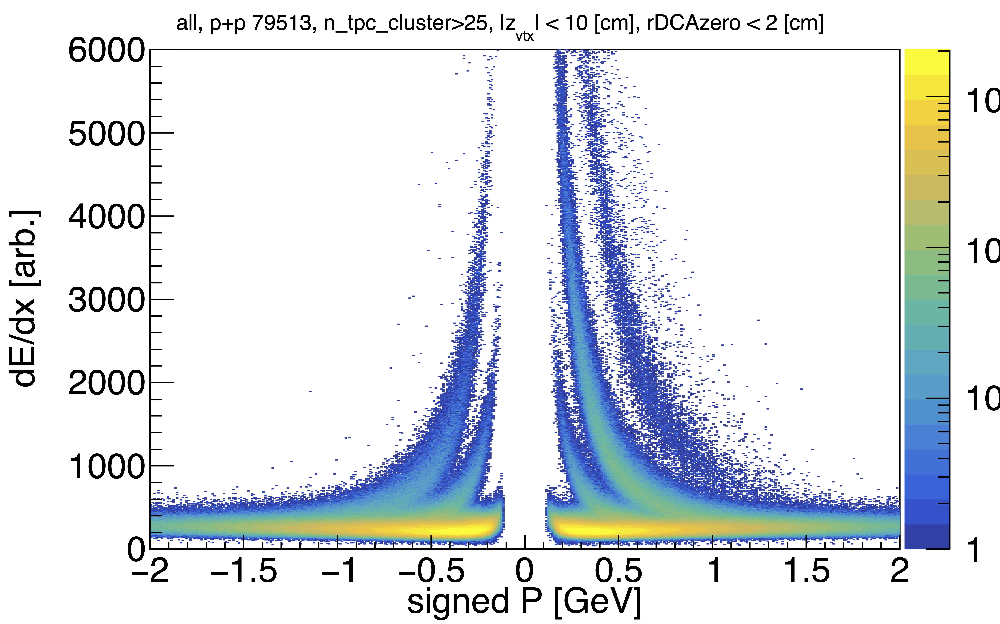 all, p+p 79513, n_tpc_cluster>25, |z_vtx| < 10 [cm], rDCAzero < 2 [cm]
6000
5000
4000
3000
2000
1000
0
dE/dx [arb.]
−2 −1.5 −1 −0.5 0 0.5 1 1.5 2
signed P [GeV]
10
10
10
1